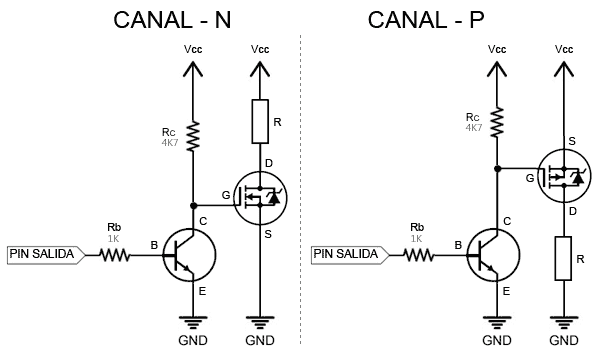 CANAL - N
CANAL - P
Vcc
Vcc
Vcc
Vcc
Rc
4K7
R
D
G
S
Rb
1K
C
PIN SALIDA
B
E
GND
GND
Rc
4K7
S
G
D
Rb
1K
C
R
PIN SALIDA
B
E
GND
GND